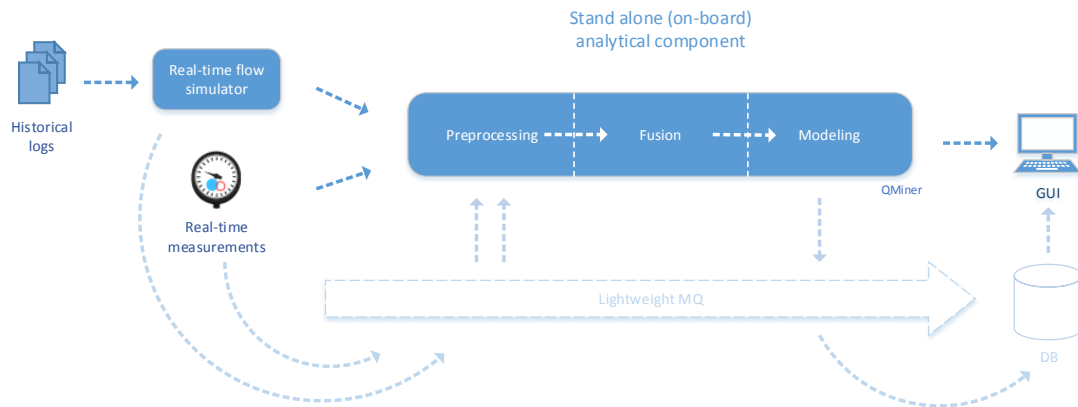 Stand alone (on-board)
analytical component
Real-time flow
simulator
Historical
logs
Preprocessing
Fusion
Modeling
QMiner
GUI
Real-time
measurements
Lightweight MQ
DB